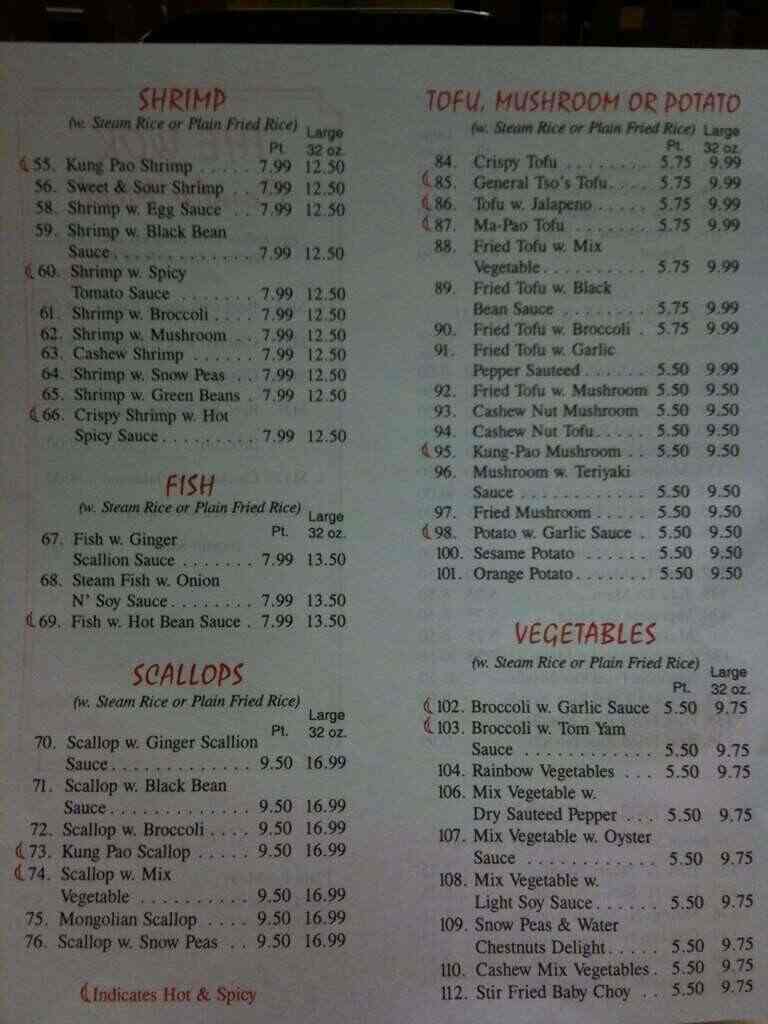 SHRIMP
(w. Steam Rice or Plain Fried Rice)
Pt. Large 32 oz.
55. Kung Pao Shrimp . . . . . 7.99 12.50
56. Sweet & Sour Shrimp . . 7.99 12.50
58. Shrimp w. Egg Sauce . . 7.99 12.50
59. Shrimp w. Black Bean
Sauce . . . . . . . . . . . . . 7.99 12.50
60. Shrimp w. Spicy
Tomato Sauce . . . . . . . . 7.99 12.50
61. Shrimp w. Broccoli . . . . 7.99 12.50
62. Shrimp w. Mushroom . . 7.99 12.50
63. Cashew Shrimp . . . . . . 7.99 12.50
64. Shrimp w. Snow Peas . . 7.99 12.50
65. Shrimp w. Green Beans . 7.99 12.50
66. Crispy Shrimp w. Hot
Spicy Sauce . . . . . . . . . 7.99 12.50
FISH
(w. Steam Rice or Plain Fried Rice)
Pt. Large 32 oz.
67. Fish w. Ginger
Scallion Sauce . . . . . . . 7.99 13.50
68. Steam Fish w. Onion
N' Soy Sauce . . . . . . . . 7.99 13.50
69. Fish w. Hot Bean Sauce . 7.99 13.50
SCALLOPS
(w. Steam Rice or Plain Fried Rice)
Pt. Large 32 oz.
70. Scallop w. Ginger Scallion
Sauce . . . . . . . . . . . . 9.50 16.99
71. Scallop w. Black Bean
Sauce . . . . . . . . . . . . 9.50 16.99
72. Scallop w. Broccoli . . . . 9.50 16.99
73. Kung Pao Scallop . . . . . 9.50 16.99
74. Scallop w. Mix
Vegetable . . . . . . . . . . 9.50 16.99
75. Mongolian Scallop . . . . 9.50 16.99
76. Scallop w. Snow Peas . . 9.50 16.99
Indicates Hot & Spicy
TOFU, MUSHROOM OR POTATO
(w. Steam Rice or Plain Fried Rice)
Pt. Large 32 oz.
84. Crispy Tofu . . . . . . . . 5.75 9.99
85. General Tso's Tofu . . . . 5.75 9.99
86. Tofu w. Jalapeno . . . . . 5.75 9.99
87. Ma-Pao Tofu . . . . . . . 5.75 9.99
88. Fried Tofu w. Mix
Vegetable . . . . . . . . . . 5.75 9.99
89. Fried Tofu w. Black
Bean Sauce . . . . . . . . 5.75 9.99
90. Fried Tofu w. Broccoli . 5.75 9.99
91. Fried Tofu w. Garlic
Pepper Sauteed . . . . . . 5.50 9.99
92. Fried Tofu w. Mushroom 5.50 9.50
93. Cashew Nut Mushroom 5.50 9.50
94. Cashew Nut Tofu . . . . . 5.50 9.50
95. Kung-Pao Mushroom . . 5.50 9.50
96. Mushroom w. Teriyaki
Sauce . . . . . . . . . . . . 5.50 9.50
97. Fried Mushroom . . . . . 5.50 9.50
98. Potato w. Garlic Sauce . 5.50 9.50
100. Sesame Potato . . . . . . 5.50 9.50
101. Orange Potato . . . . . . . 5.50 9.50
VEGETABLES
(w. Steam Rice or Plain Fried Rice)
Pt. Large 32 oz.
102. Broccoli w. Garlic Sauce 5.50 9.75
103. Broccoli w. Tom Yam
Sauce . . . . . . . . . . . 5.50 9.75
104. Rainbow Vegetables . . . 5.50 9.75
106. Mix Vegetable w.
Dry Sauteed Pepper . . . 5.50 9.75
107. Mix Vegetable w. Oyster
Sauce . . . . . . . . . . . 5.50 9.75
108. Mix Vegetable w.
Light Soy Sauce . . . . . . 5.50 9.75
109. Snow Peas & Water
Chestnuts Delight . . . . . 5.50 9.75
110. Cashew Mix Vegetables . 5.50 9.75
112. Stir Fried Baby Choy . . 5.50 9.75